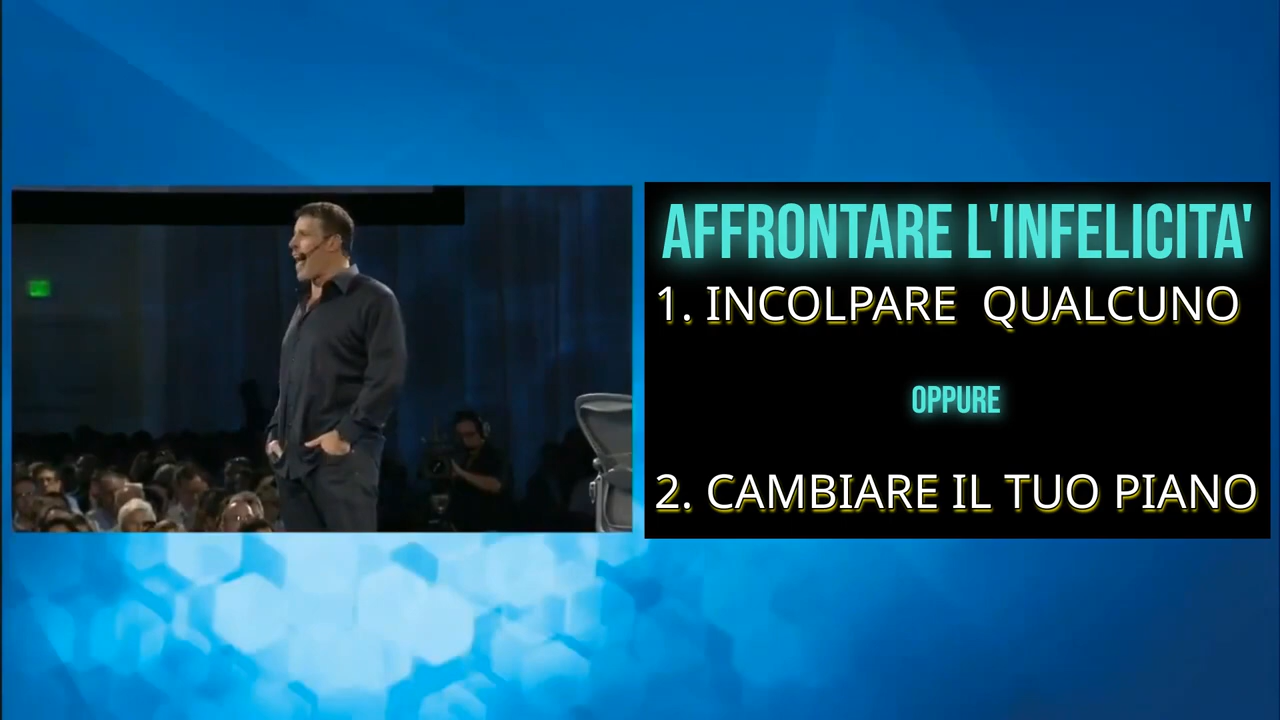 AFFRONTARE L'INFELICITA'
1. INCOLPARE QUALCUNO
OPPURE
2. CAMBIARE IL TUO PIANO